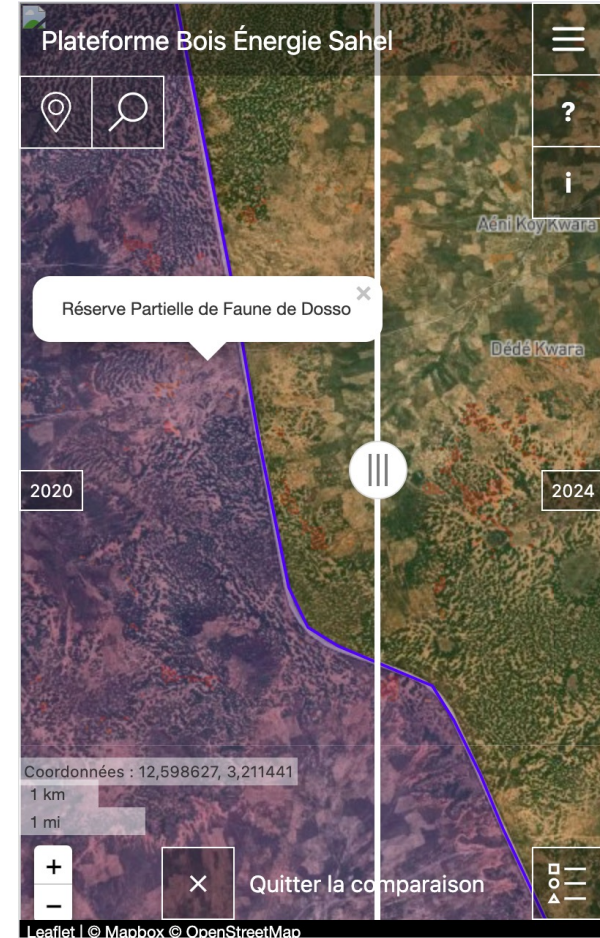 Plateforme Bois Énergie Sahel
?
i
Aéni Koy Kwara
Réserve Partielle de Faune de Dosso
×
Dédé Kwara
2020
2024
Coordonnées : 12,598627, 3,211441
1 km
1 mi
+
−
× Quitter la comparaison
Leaflet | © Mapbox © OpenStreetMap